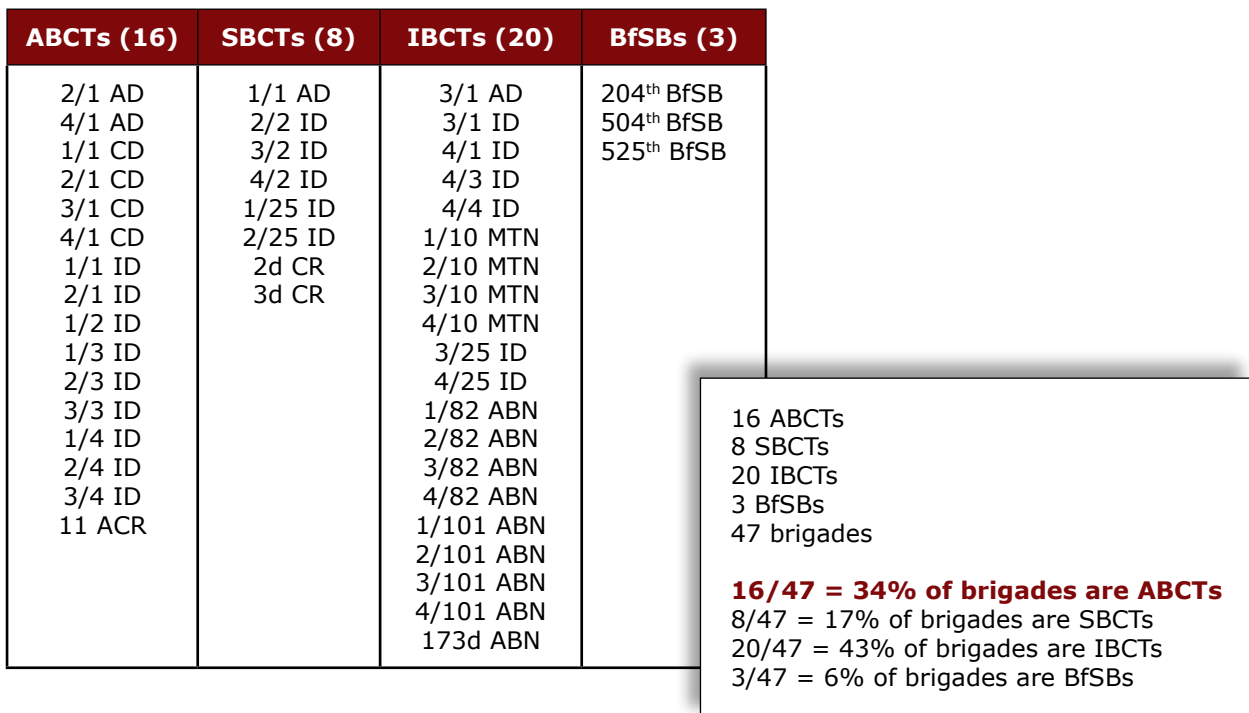 ABCTs (16)
SBCTs (8)
IBCTs (20)
BfSBs (3)
2/1 AD
4/1 AD
1/1 CD
2/1 CD
3/1 CD
4/1 CD
1/1 ID
2/1 ID
1/2 ID
1/3 ID
2/3 ID
3/3 ID
1/4 ID
2/4 ID
3/4 ID
11 ACR
1/1 AD
2/2 ID
3/2 ID
4/2 ID
1/25 ID
2/25 ID
2d CR
3d CR
3/1 AD
3/1 ID
4/1 ID
4/3 ID
4/4 ID
1/10 MTN
2/10 MTN
3/10 MTN
4/10 MTN
3/25 ID
4/25 ID
1/82 ABN
2/82 ABN
3/82 ABN
4/82 ABN
1/101 ABN
2/101 ABN
3/101 ABN
4/101 ABN
173d ABN
204th BfSB
504th BfSB
525th BfSB
16 ABCTs
8 SBCTs
20 IBCTs
3 BfSBs
47 brigades
16/47 = 34% of brigades are ABCTs
8/47 = 17% of brigades are SBCTs
20/47 = 43% of brigades are IBCTs
3/47 = 6% of brigades are BfSBs